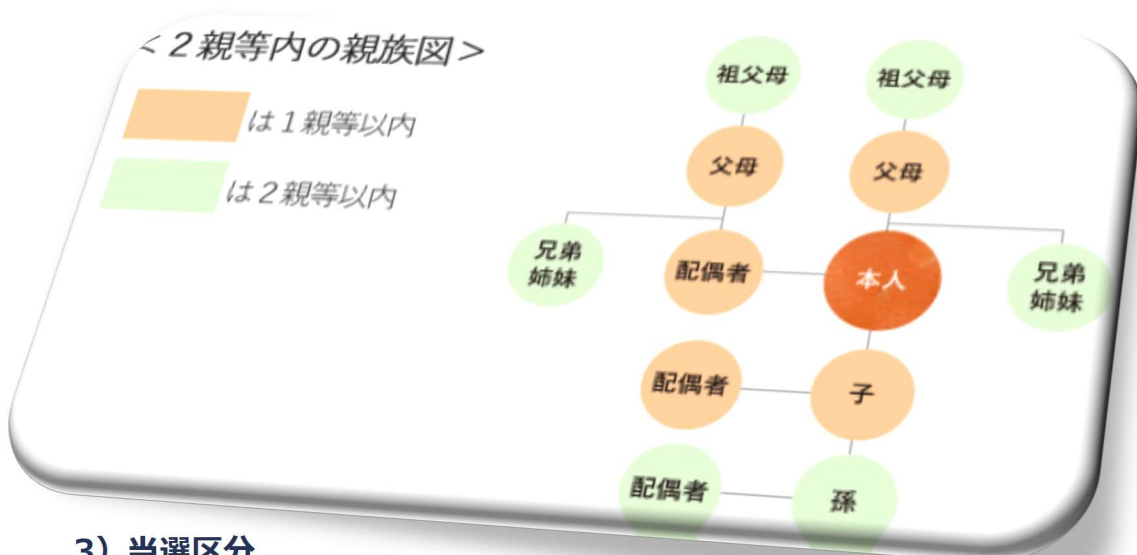 ＜２親等内の親族図＞
は１親等以内
は２親等以内
祖父母
祖父母
父母
父母
兄弟
姉妹
配偶者
本人
兄弟
姉妹
配偶者
子
配偶者
孫
3）当選区分